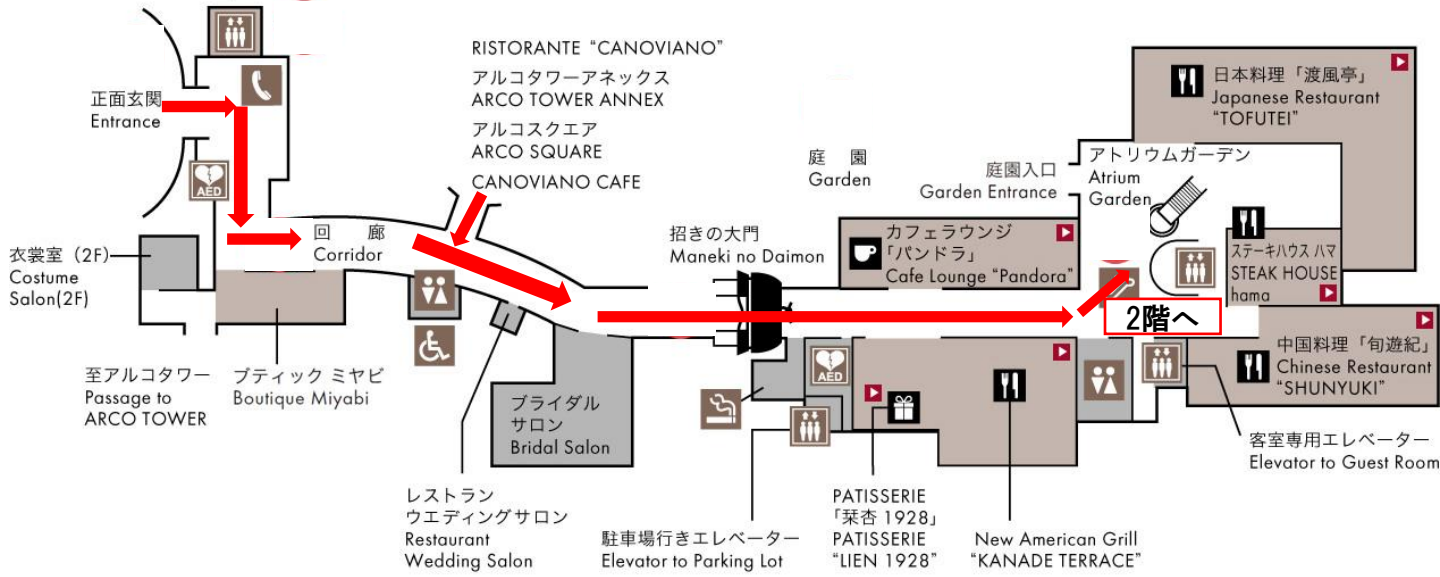 正面玄関
Entrance
AED
衣裳室（2F）
Costume
Salon(2F)
至アルコタワー
Passage to
ARCO TOWER
ブティック ミヤビ
Boutique Miyabi
回 廊
Corridor
RISTORANTE “CANOVIANO”
アルコタワーアネックス
ARCO TOWER ANNEX
アルコスクエア
ARCO SQUARE
CANOVIANO CAFE
レストラン
ウエディングサロン
Restaurant
Wedding Salon
ブライダル
サロン
Bridal Salon
招きの大門
Maneki no Daimon
庭 園
Garden
庭園入口
Garden Entrance
カフェラウンジ
「パンドラ」
Cafe Lounge “Pandora”
アトリウムガーデン
Atrium
Garden
日本料理「渡風亭」
Japanese Restaurant
“TOFUTEI”
ステーキハウス ハマ
STEAK HOUSE
hama
2階へ
中国料理「旬遊紀」
Chinese Restaurant
“SHUNYUKI”
AED
駐車場行きエレベーター
Elevator to Parking Lot
PATISSERIE
「栞杏 1928」
PATISSERIE
“LIEN 1928”
New American Grill
“KANADE TERRACE”
客室専用エレベーター
Elevator to Guest Room